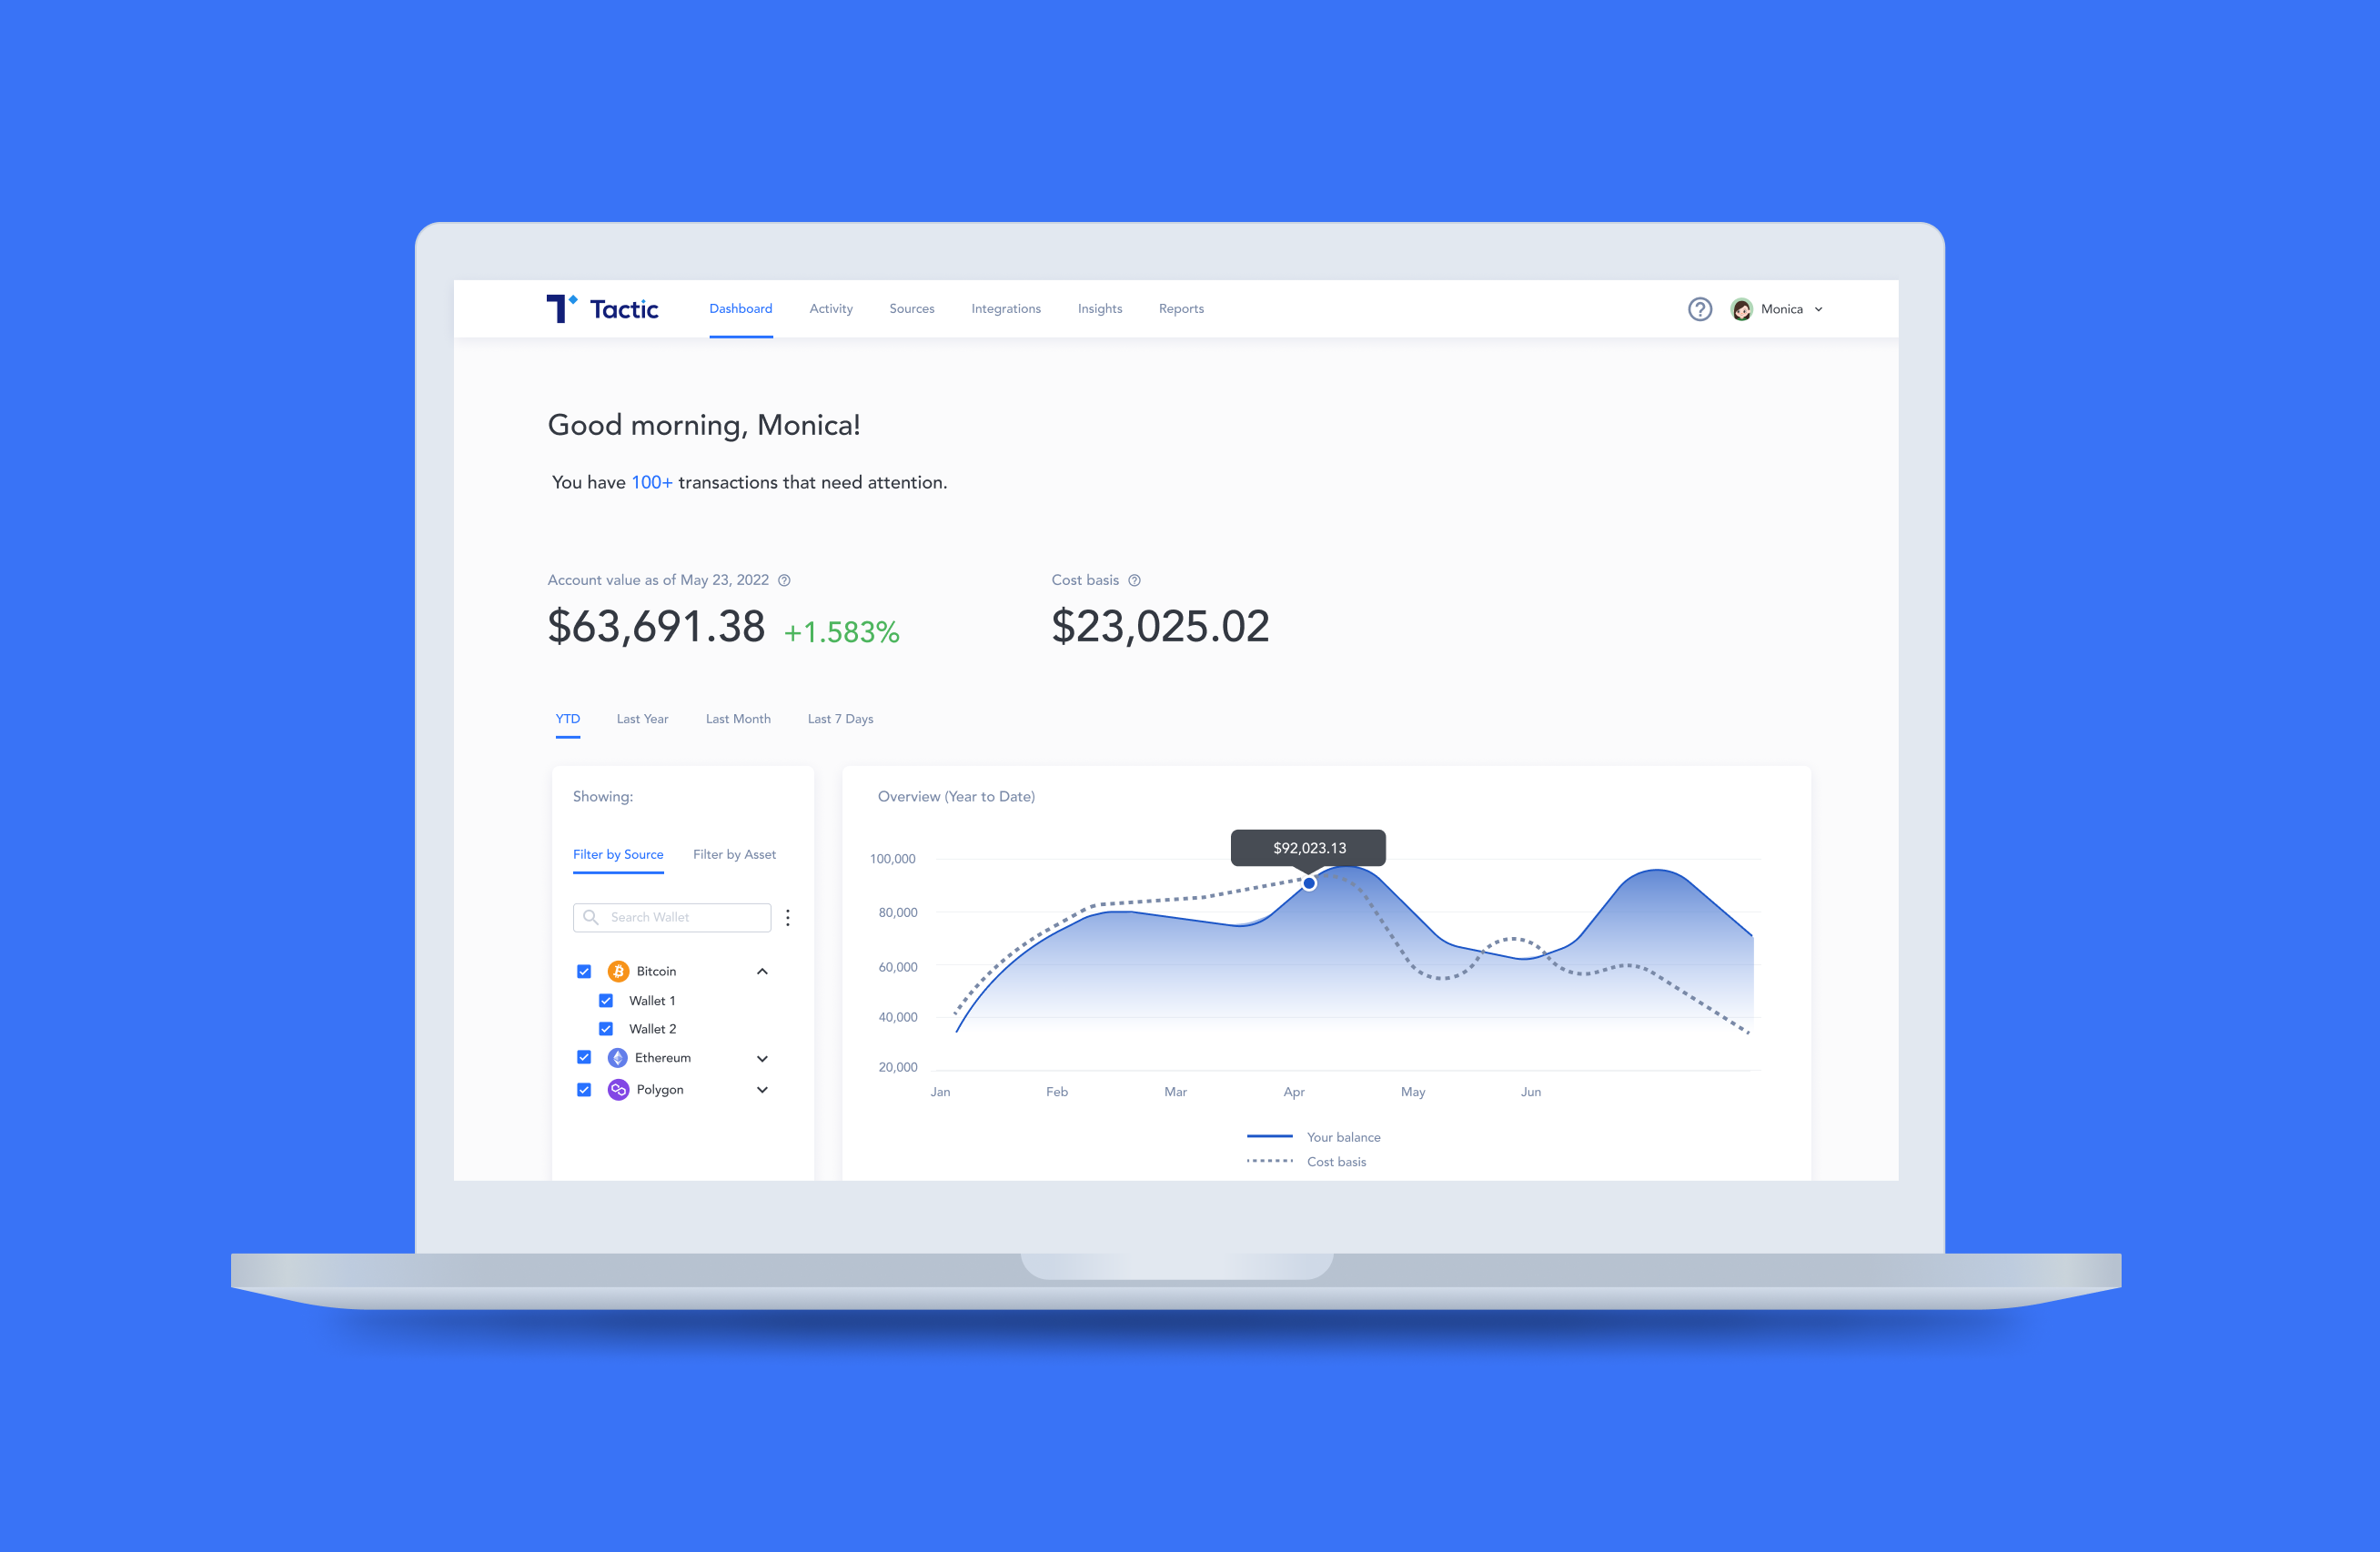 Tactic Dashboard Activity Sources Integrations Insights Reports Monica
Good morning, Monica!
You have 100+ transactions that need attention.
Account value as of May 23, 2022 Cost basis
$63,691.38 +1.583% $23,025.02
YTD Last Year Last Month Last 7 Days
Showing:
Filter by Source Filter by Asset
Search Wallet
Bitcoin
Wallet 1
Wallet 2
Ethereum
Polygon
Overview (Year to Date)
$92,023.13
100,000
80,000
60,000
40,000
20,000
Jan Feb Mar Apr May Jun
Your balance
Cost basis